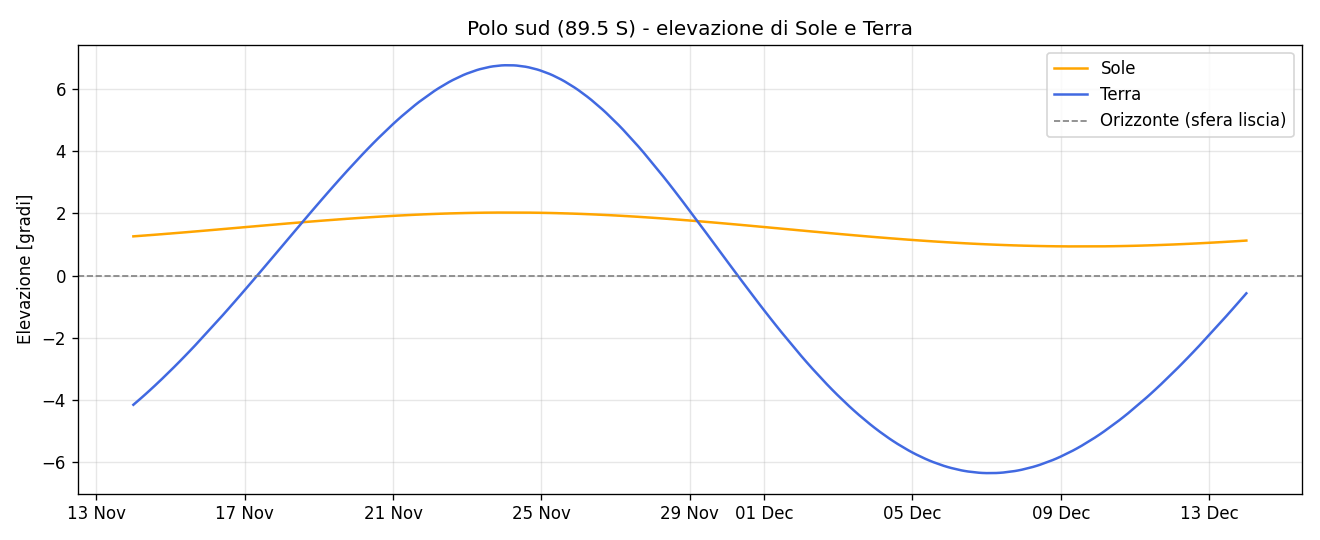 Polo sud (89.5 S) - elevazione di Sole e Terra
Sole
Terra
Orizzonte (sfera liscia)
Elevazione [gradi]
6
4
2
0
−2
−4
−6
13 Nov
17 Nov
21 Nov
25 Nov
29 Nov
01 Dec
05 Dec
09 Dec
13 Dec